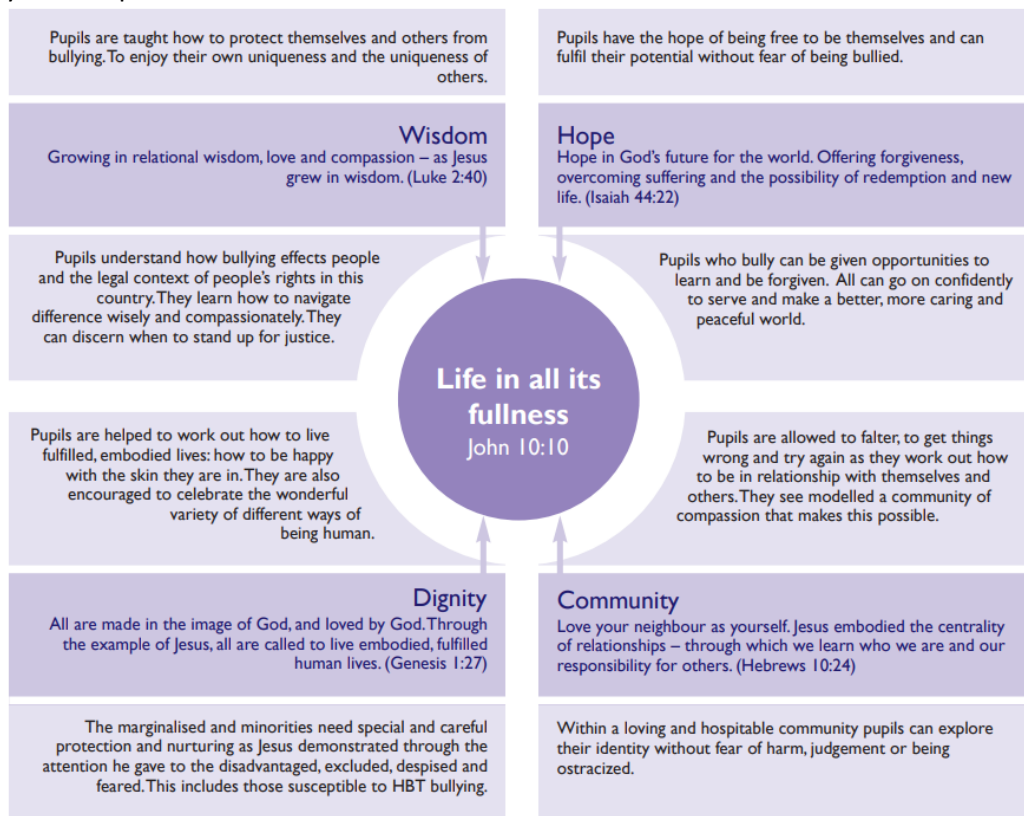 Pupils are taught how to protect themselves and others from
bullying. To enjoy their own uniqueness and the uniqueness of
others.
Wisdom
Growing in relational wisdom, love and compassion – as Jesus
grew in wisdom. (Luke 2:40)
Pupils understand how bullying effects people
and the legal context of people's rights in this
country. They learn how to navigate
difference wisely and compassionately. They
can discern when to stand up for justice.
Pupils have the hope of being free to be themselves and can
fulfil their potential without fear of being bullied.
Hope
Hope in God's future for the world. Offering forgiveness,
overcoming suffering and the possibility of redemption and new
life. (Isaiah 44:22)
Pupils who bully can be given opportunities to
learn and be forgiven. All can go on confidently
to serve and make a better, more caring and
peaceful world.
Life in all its
fullness
John 10:10
Pupils are helped to work out how to live
fulfilled, embodied lives: how to be happy
with the skin they are in. They are also
encouraged to celebrate the wonderful
variety of different ways of
being human.
Dignity
All are made in the image of God, and loved by God. Through
the example of Jesus, all are called to live embodied, fulfilled
human lives. (Genesis 1:27)
The marginalised and minorities need special and careful
protection and nurturing as Jesus demonstrated through the
attention he gave to the disadvantaged, excluded, despised and
feared. This includes those susceptible to HBT bullying.
Pupils are allowed to falter, to get things
wrong and try again as they work out how
to be in relationship with themselves and
others. They see modelled a community of
compassion that makes this possible.
Community
Love your neighbour as yourself. Jesus embodied the centrality
of relationships – through which we learn who we are and our
responsibility for others. (Hebrews 10:24)
Within a loving and hospitable community pupils can explore
their identity without fear of harm, judgement or being
ostracized.